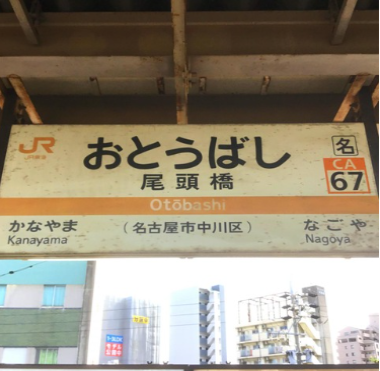 JR
おとうばし
尾頭橋
名
CA
67
Otōbashi
かなやま
Kanayama
（名古屋市中川区）
なごや
Nagoya